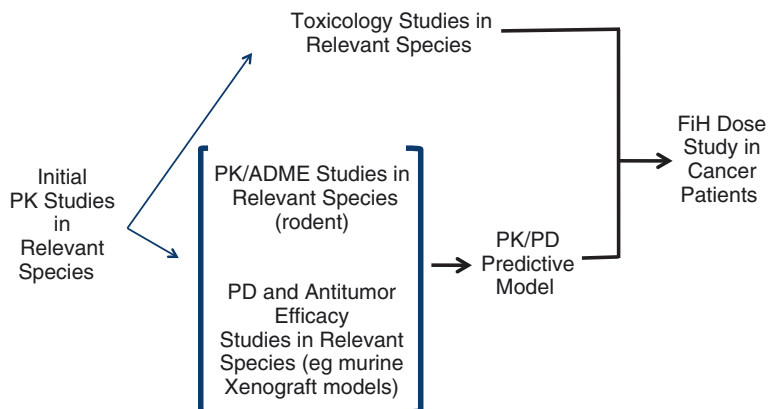 Toxicology Studies in
Relevant Species
FiH Dose
Study in
Cancer
Patients
Initial
PK Studies
in
Relevant
Species
PK/ADME Studies in
Relevant Species
(rodent)
PD and Antitumor
Efficacy
Studies in Relevant
Species (eg murine
Xenograft models)
PK/PD
Predictive
Model